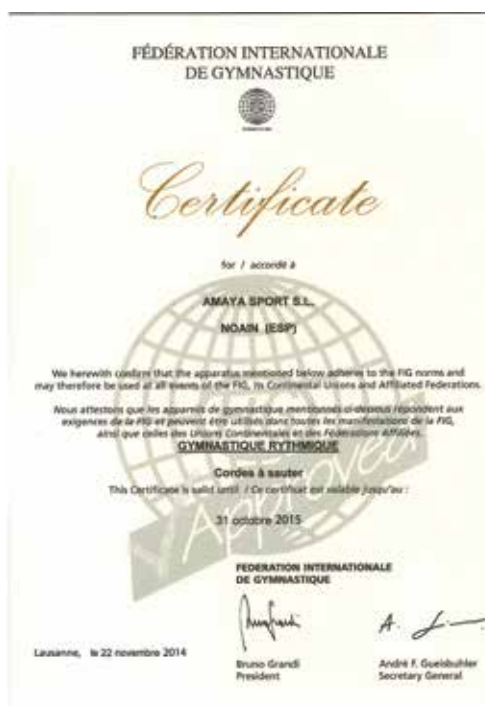 FÉDÉRATION INTERNATIONALE
DE GYMNASTIQUE
Certificate
for / accordé à
AMAYA SPORT S.L.
NOAIN (ESP)
We herewith confirm that the apparatus mentioned below adheres to the FIG norms and
may therefore be used at all events of the FIG, its Continental Unions and Affiliated Federations.
Nous attestons que les appareils de gymnastique mentionnés ci-dessous répondent aux
exigences de la FIG et peuvent être utilisés dans toutes les manifestations de la FIG,
ainsi que celles des Unions Continentales et des Fédérations Affiliées.
GYMNASTIQUE RYTHMIQUE
Cordes à sauter
This Certificate is valid until / Ce certificat est valable jusqu'au :
31 octobre 2015
FIG
Approved
FEDERATION INTERNATIONALE
DE GYMNASTIQUE
Lausanne, le 22 novembre 2014
Bruno Grandi
President
André F. Gueisbuhler
Secretary General